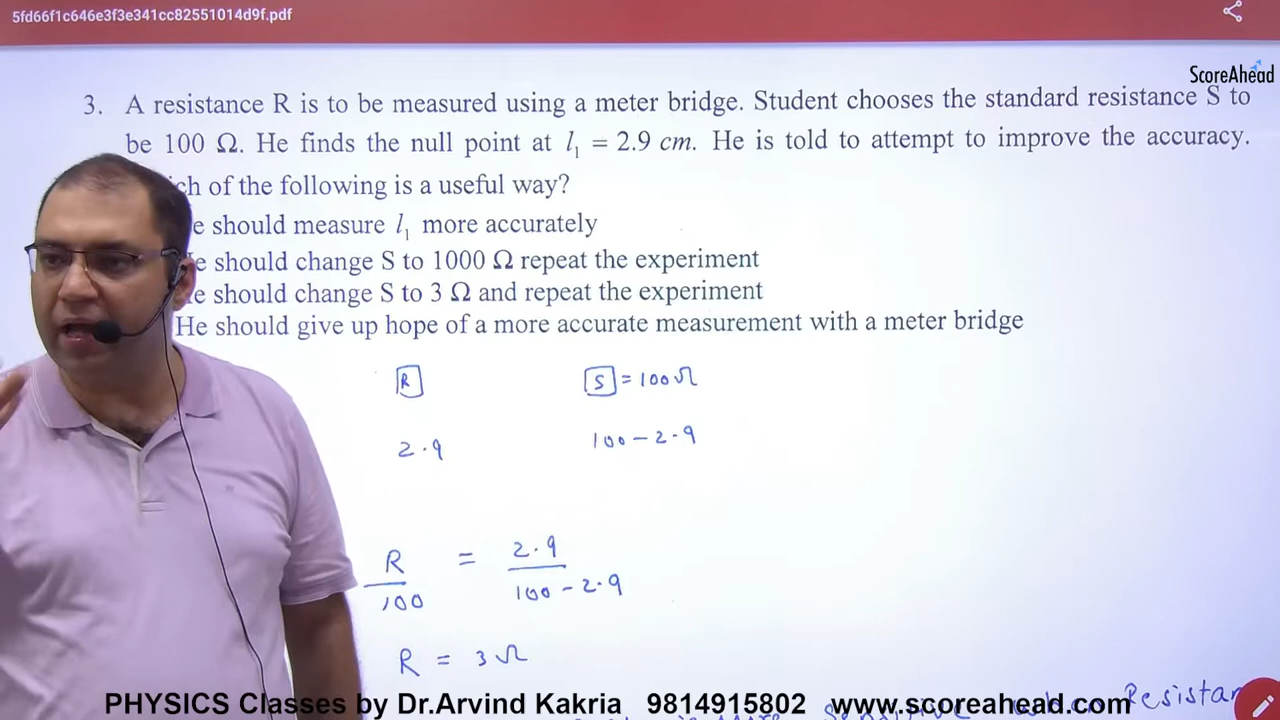 5fd66f1c646e3f3e341cc82551014d9f.pdf
ScoreAhead
3. A resistance R is to be measured using a meter bridge. Student chooses the standard resistance S to
be 100 Ω. He finds the null point at l₁ = 2.9 cm. He is told to attempt to improve the accuracy.
ch of the following is a useful way?
e should measure l₁ more accurately
e should change S to 1000 Ω repeat the experiment
e should change S to 3 Ω and repeat the experiment
He should give up hope of a more accurate measurement with a meter bridge
R S = 100 Ω
2.9 100 - 2.9
R/100 = 2.9/(100 - 2.9)
R = 3 Ω
Resistan
PHYSICS Classes by Dr.Arvind Kakria 9814915802 www.scoreahead.com